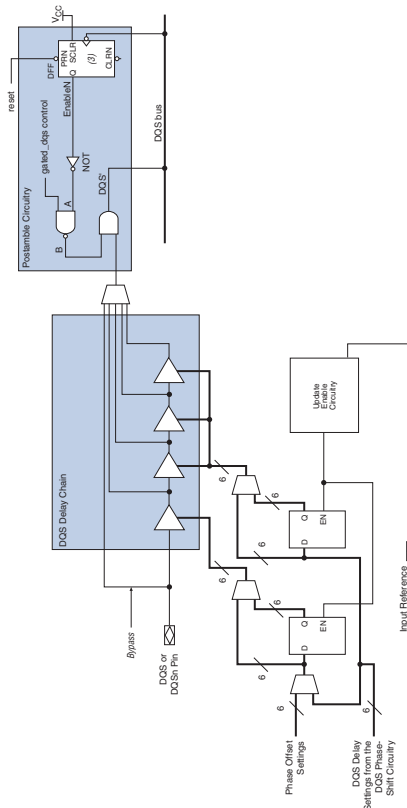 reset
VCC
DFF
PRN
SCLR
Q
(3)
CLRN
EnableN
gated_dqs control
NOT
A
B
DQS'
DQS bus
Postamble Circuitry
DQS Delay Chain
Bypass
DQS or
DQSn Pin
6
6
6
6
6
6
6
6
D
Q
EN
D
Q
EN
Update
Enable
Circuitry
Phase Offset
Settings
DQS Delay
Settings from the
DQS Phase-
Shift Circuitry
Input Reference